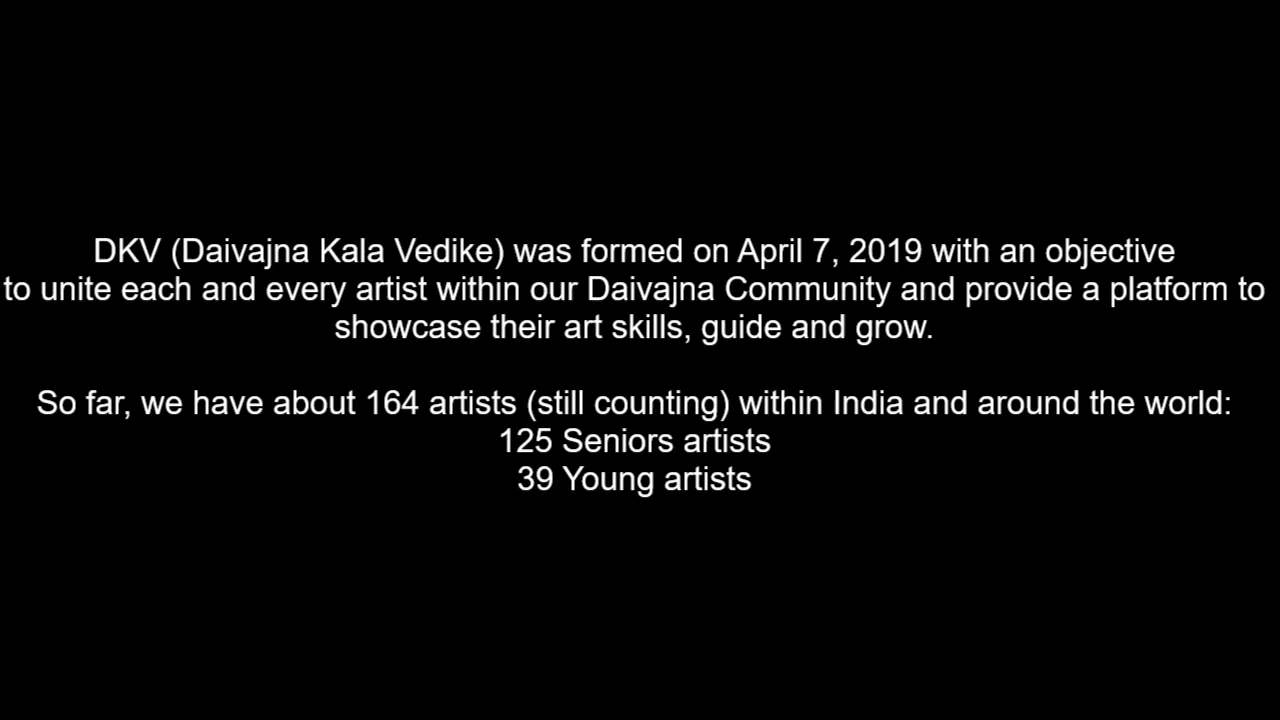 DKV (Daivajna Kala Vedike) was formed on April 7, 2019 with an objective
to unite each and every artist within our Daivajna Community and provide a platform to
showcase their art skills, guide and grow.
So far, we have about 164 artists (still counting) within India and around the world:
125 Seniors artists
39 Young artists